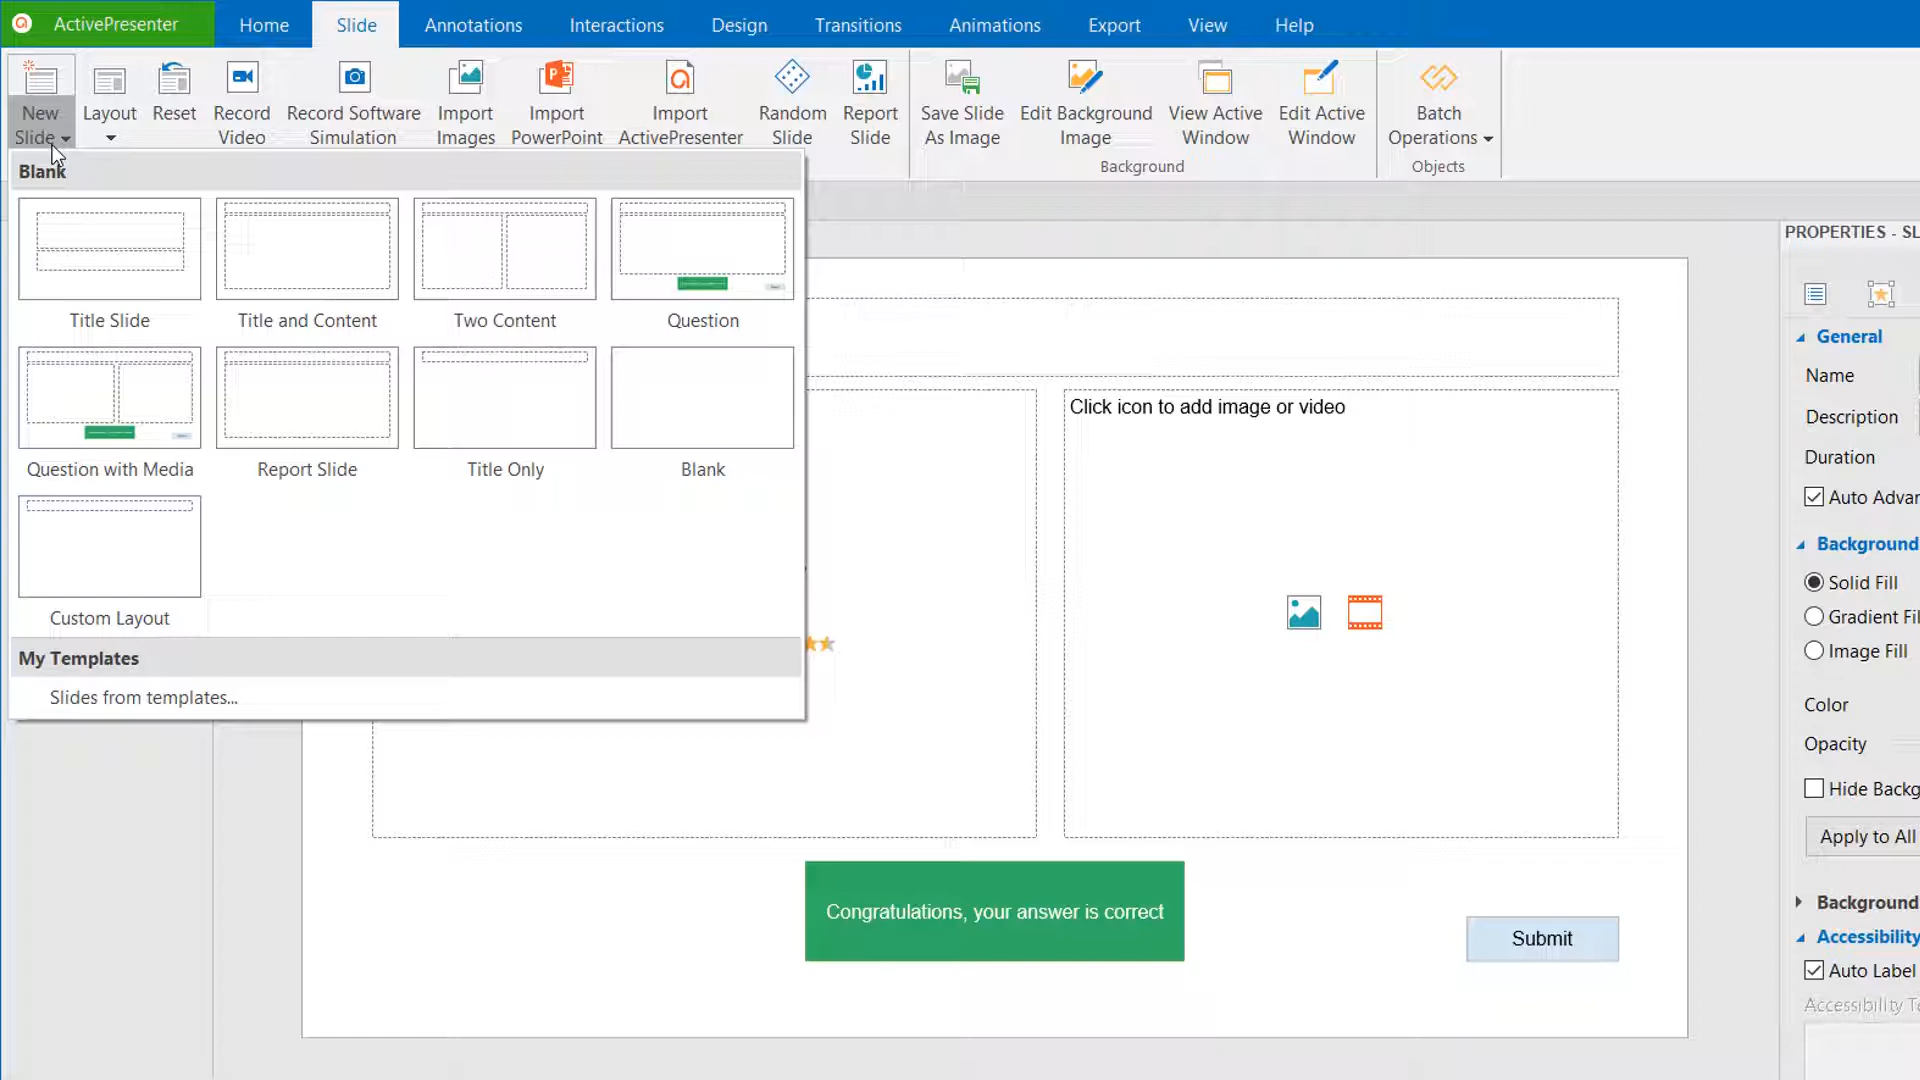 ActivePresenter
Home
Slide
Annotations
Interactions
Design
Transitions
Animations
Export
View
Help
New
Slide
Layout
Reset
Record
Video
Record Software
Simulation
Import
Images
Import
PowerPoint
Import
ActivePresenter
Random
Slide
Report
Slide
Save Slide
As Image
Edit Background
Image
View Active
Window
Edit Active
Window
Batch
Operations
Background
Objects
Blank
Title Slide
Title and Content
Two Content
Question
Question with Media
Report Slide
Title Only
Blank
Custom Layout
My Templates
Slides from templates...
Click icon to add image or video
Congratulations, your answer is correct
Submit
PROPERTIES - SL
General
Name
Description
Duration
Auto Advan
Background
Solid Fill
Gradient Fil
Image Fill
Color
Opacity
Hide Backg
Apply to All
Background
Accessibility
Auto Label
Accessibility Te